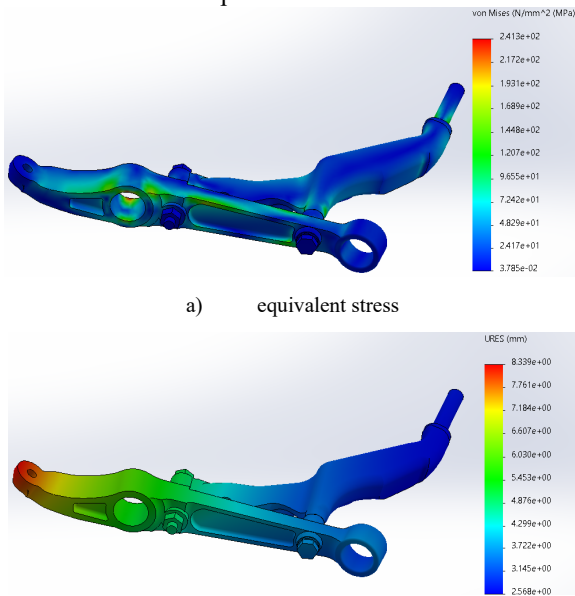 von Mises (N/mm^2 (MPa)
2.413e+02
2.172e+02
1.931e+02
1.689e+02
1.448e+02
1.207e+02
9.655e+01
7.242e+01
4.829e+01
2.417e+01
3.785e-02
a) equivalent stress
URES (mm)
8.339e+00
7.761e+00
7.184e+00
6.607e+00
6.030e+00
5.453e+00
4.876e+00
4.299e+00
3.722e+00
3.145e+00
2.568e+00